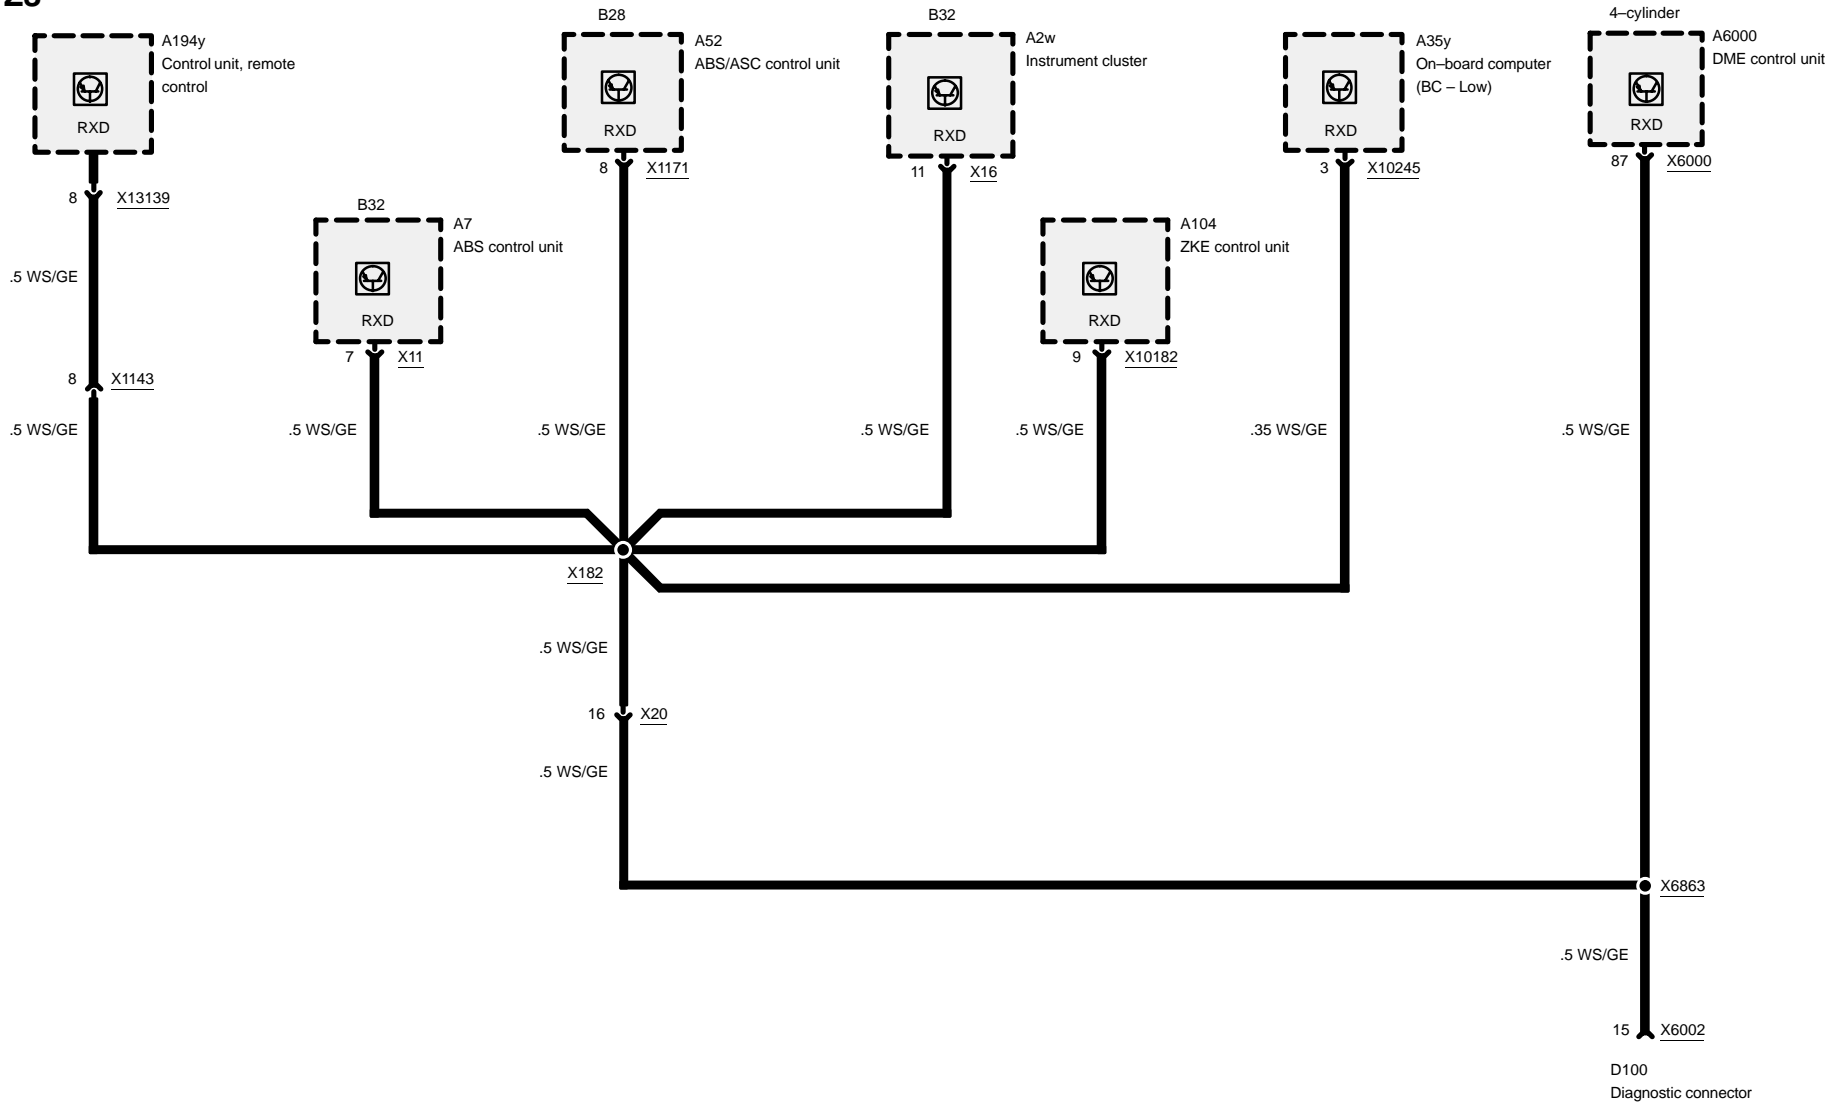 B28
B32
4–cylinder
A194y
Control unit, remote
control
RXD
A52
ABS/ASC control unit
RXD
A2w
Instrument cluster
RXD
A35y
On–board computer
(BC – Low)
RXD
A6000
DME control unit
RXD
8 X13139
8 X1171
11 X16
3 X10245
87 X6000
B32
A7
ABS control unit
RXD
A104
ZKE control unit
RXD
.5 WS/GE
7 X11
9 X10182
8 X1143
.5 WS/GE
.5 WS/GE
.5 WS/GE
.5 WS/GE
.5 WS/GE
.35 WS/GE
.5 WS/GE
X182
.5 WS/GE
16 X20
.5 WS/GE
X6863
.5 WS/GE
15 X6002
D100
Diagnostic connector